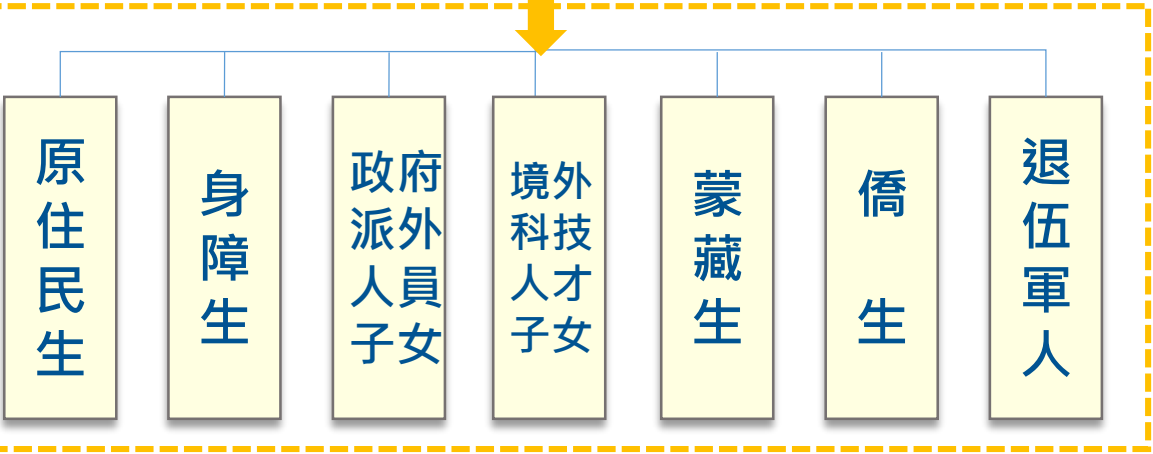 原住民生
身障生
政府派外人員子女
境外科技人才子女
蒙藏生
僑生
退伍軍人